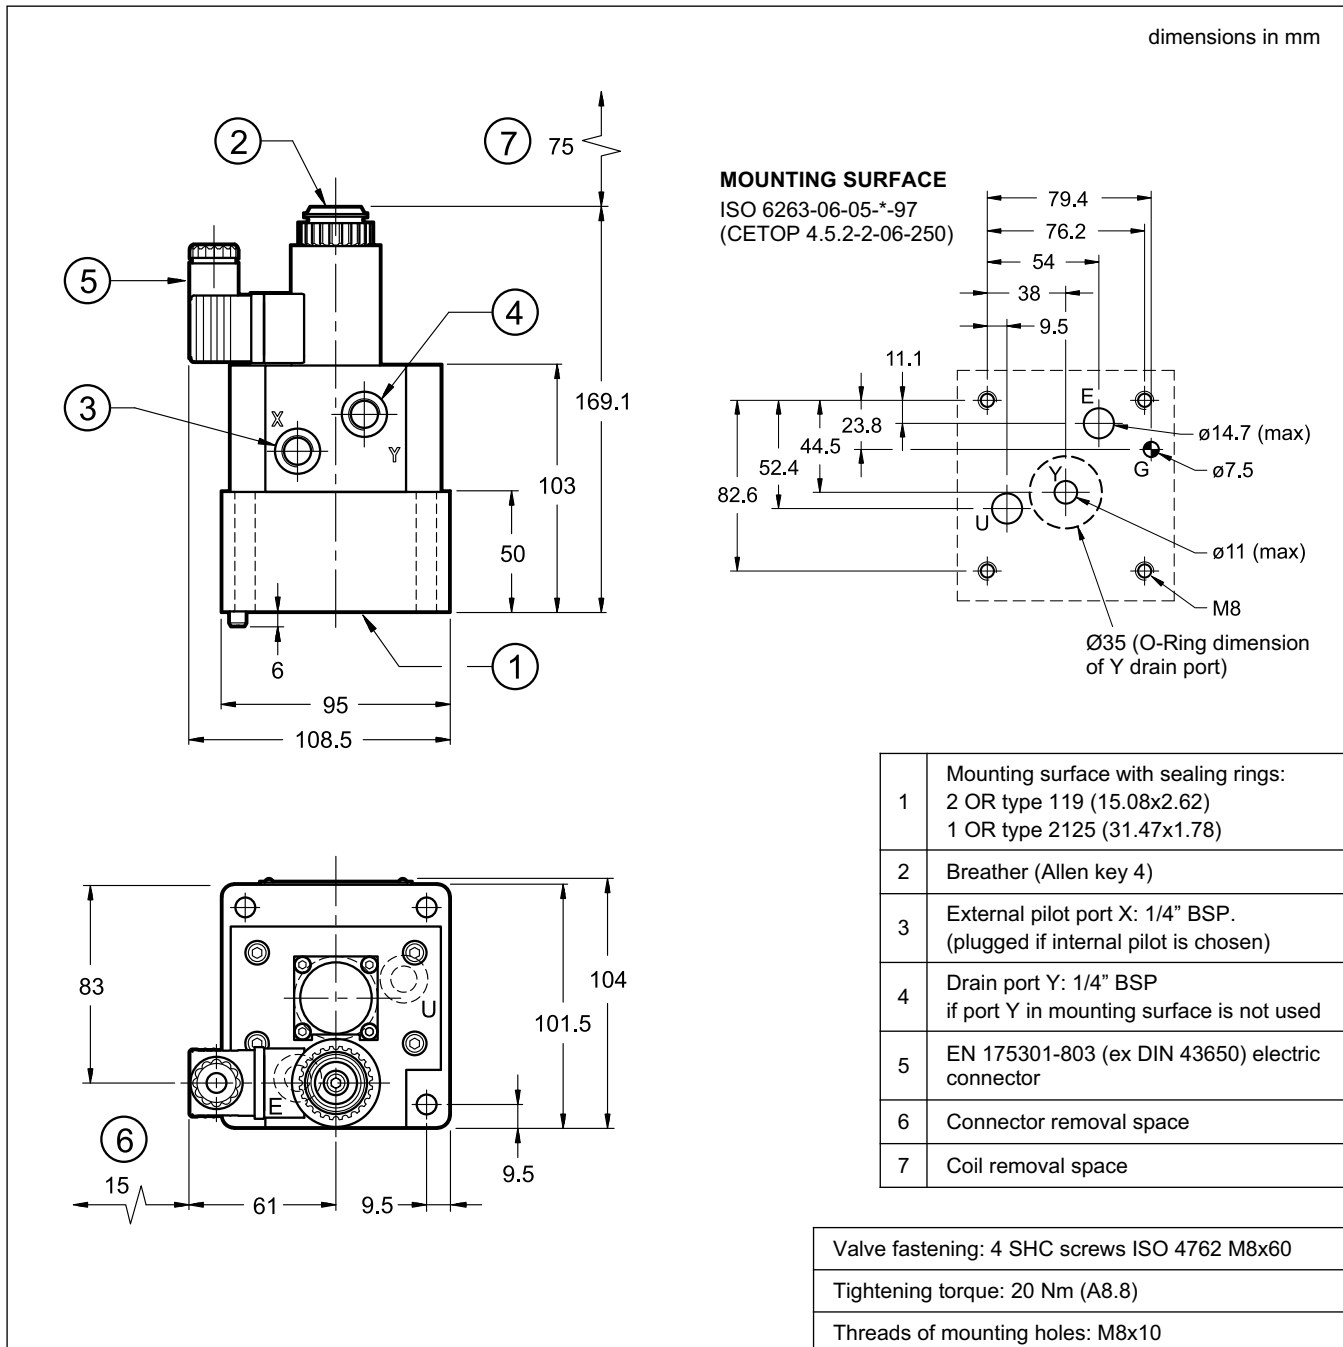 dimensions in mm
2
7
75
MOUNTING SURFACE
ISO 6263-06-05-*-97
(CETOP 4.5.2-2-06-250)
79.4
76.2
54
38
9.5
11.1
5
4
3
X
Y
169.1
103
50
6
1
95
108.5
E
23.8
44.5
52.4
82.6
ø14.7 (max)
G
ø7.5
Y
U
ø11 (max)
M8
Ø35 (O-Ring dimension
of Y drain port)
1
Mounting surface with sealing rings:
2 OR type 119 (15.08x2.62)
1 OR type 2125 (31.47x1.78)
2
Breather (Allen key 4)
3
External pilot port X: 1/4” BSP.
(plugged if internal pilot is chosen)
4
Drain port Y: 1/4” BSP
if port Y in mounting surface is not used
5
EN 175301-803 (ex DIN 43650) electric
connector
6
Connector removal space
7
Coil removal space
83
U
104
101.5
E
6
15
61
9.5
9.5
Valve fastening: 4 SHC screws ISO 4762 M8x60
Tightening torque: 20 Nm (A8.8)
Threads of mounting holes: M8x10